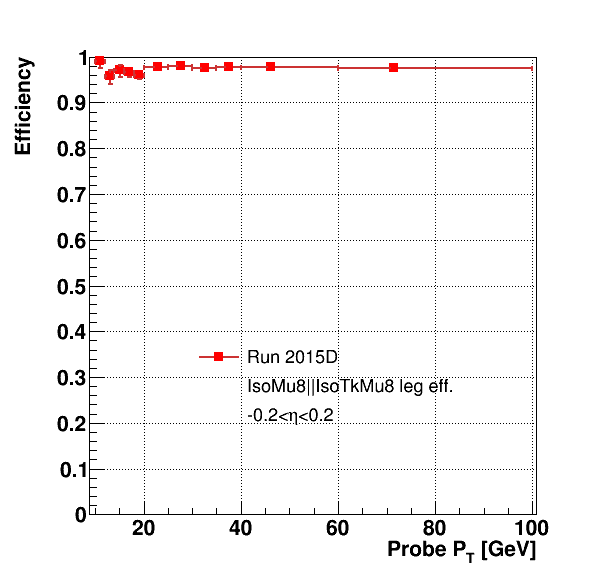 Efficiency
1
0.9
0.8
0.7
0.6
0.5
0.4
0.3
0.2
0.1
0
Run 2015D
IsoMu8||IsoTkMu8 leg eff.
-0.2<η<0.2
20 40 60 80 100
Probe P_T [GeV]